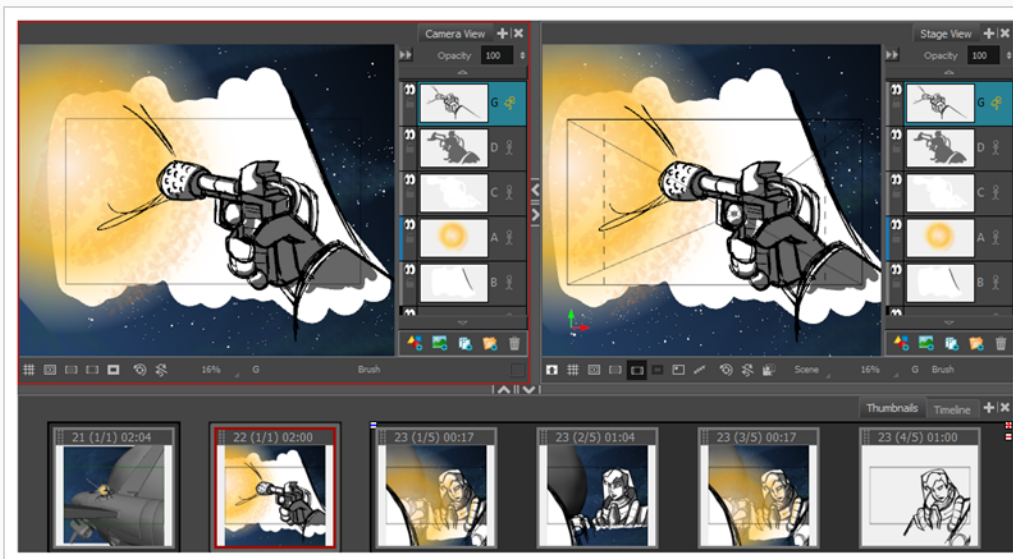 Camera View
Stage View
Opacity 100
Opacity 100
G
D
C
A
B
G
D
C
A
B
16% G Brush
Scene 16% G Brush
Thumbnails Timeline
21 (1/1) 02:04
22 (1/1) 02:00
23 (1/5) 00:17
23 (2/5) 01:04
23 (3/5) 00:17
23 (4/5) 01:00